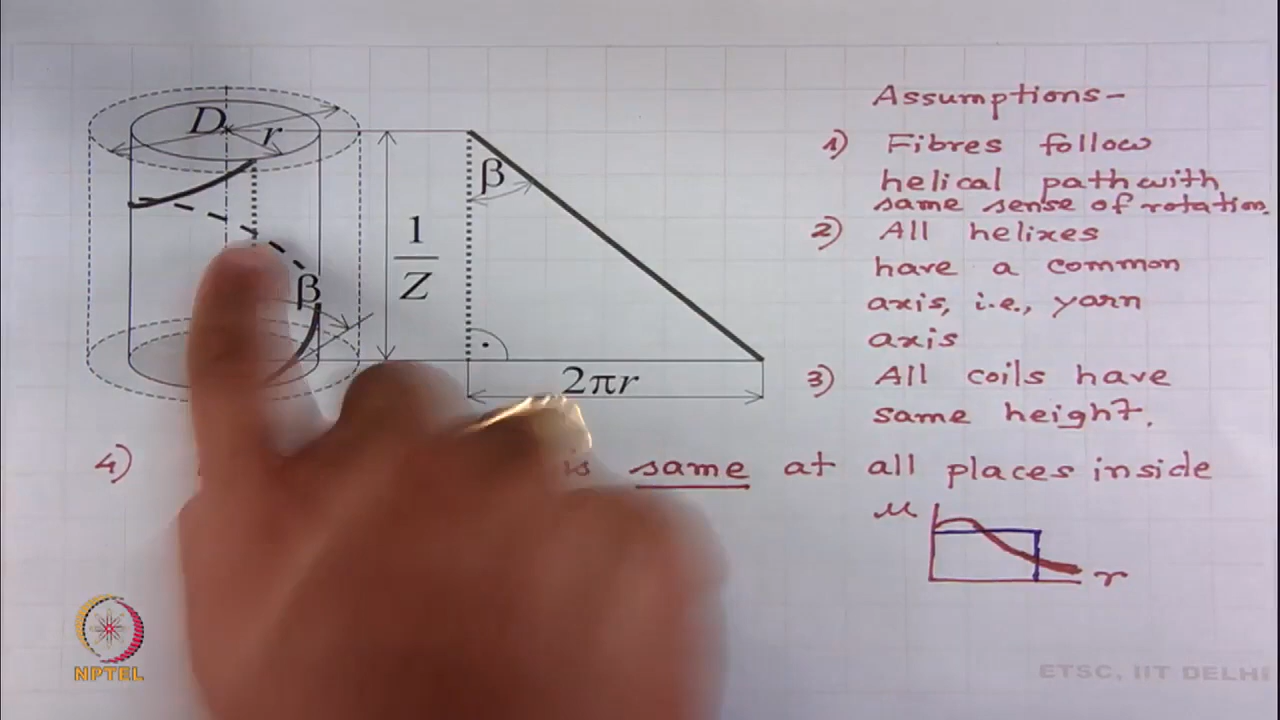 D
r
β
1
Z
β
2πr
Assumptions-
1) Fibres follow
helical path with
same sense of rotation.
2) All helixes
have a common
axis, i.e., yarn
axis
3) All coils have
same height.
4) is same at all places inside
μ
r
NPTEL
ETSC, IIT DELHI